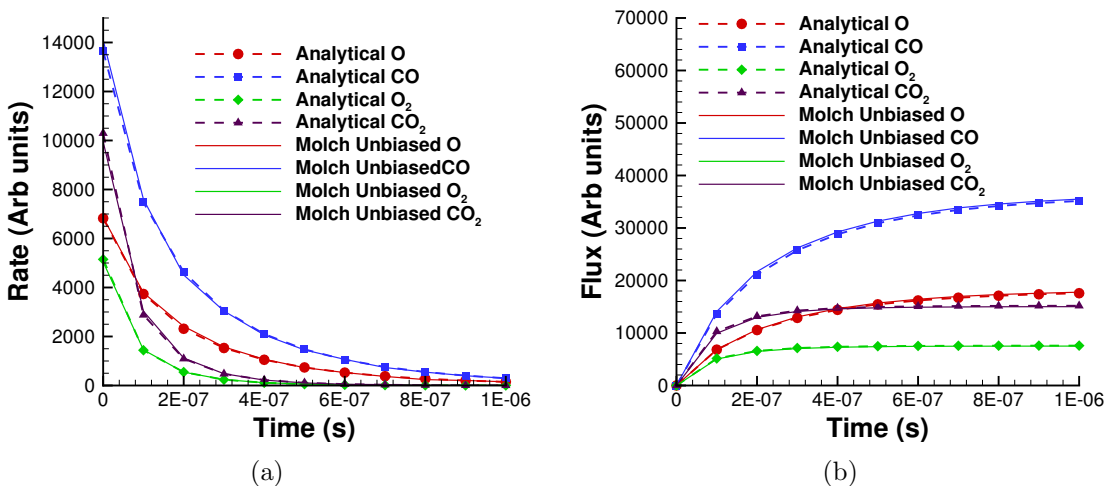 14000
12000
10000
8000
6000
4000
2000
0
Rate (Arb units)
Analytical O
Analytical CO
Analytical O2
Analytical CO2
Molch Unbiased O
Molch UnbiasedCO
Molch Unbiased O2
Molch Unbiased CO2
0 2E-07 4E-07 6E-07 8E-07 1E-06
Time (s)
(a)
70000
60000
50000
40000
30000
20000
10000
0
Flux (Arb units)
Analytical O
Analytical CO
Analytical O2
Analytical CO2
Molch Unbiased O
Molch Unbiased CO
Molch Unbiased O2
Molch Unbiased CO2
0 2E-07 4E-07 6E-07 8E-07 1E-06
Time (s)
(b)